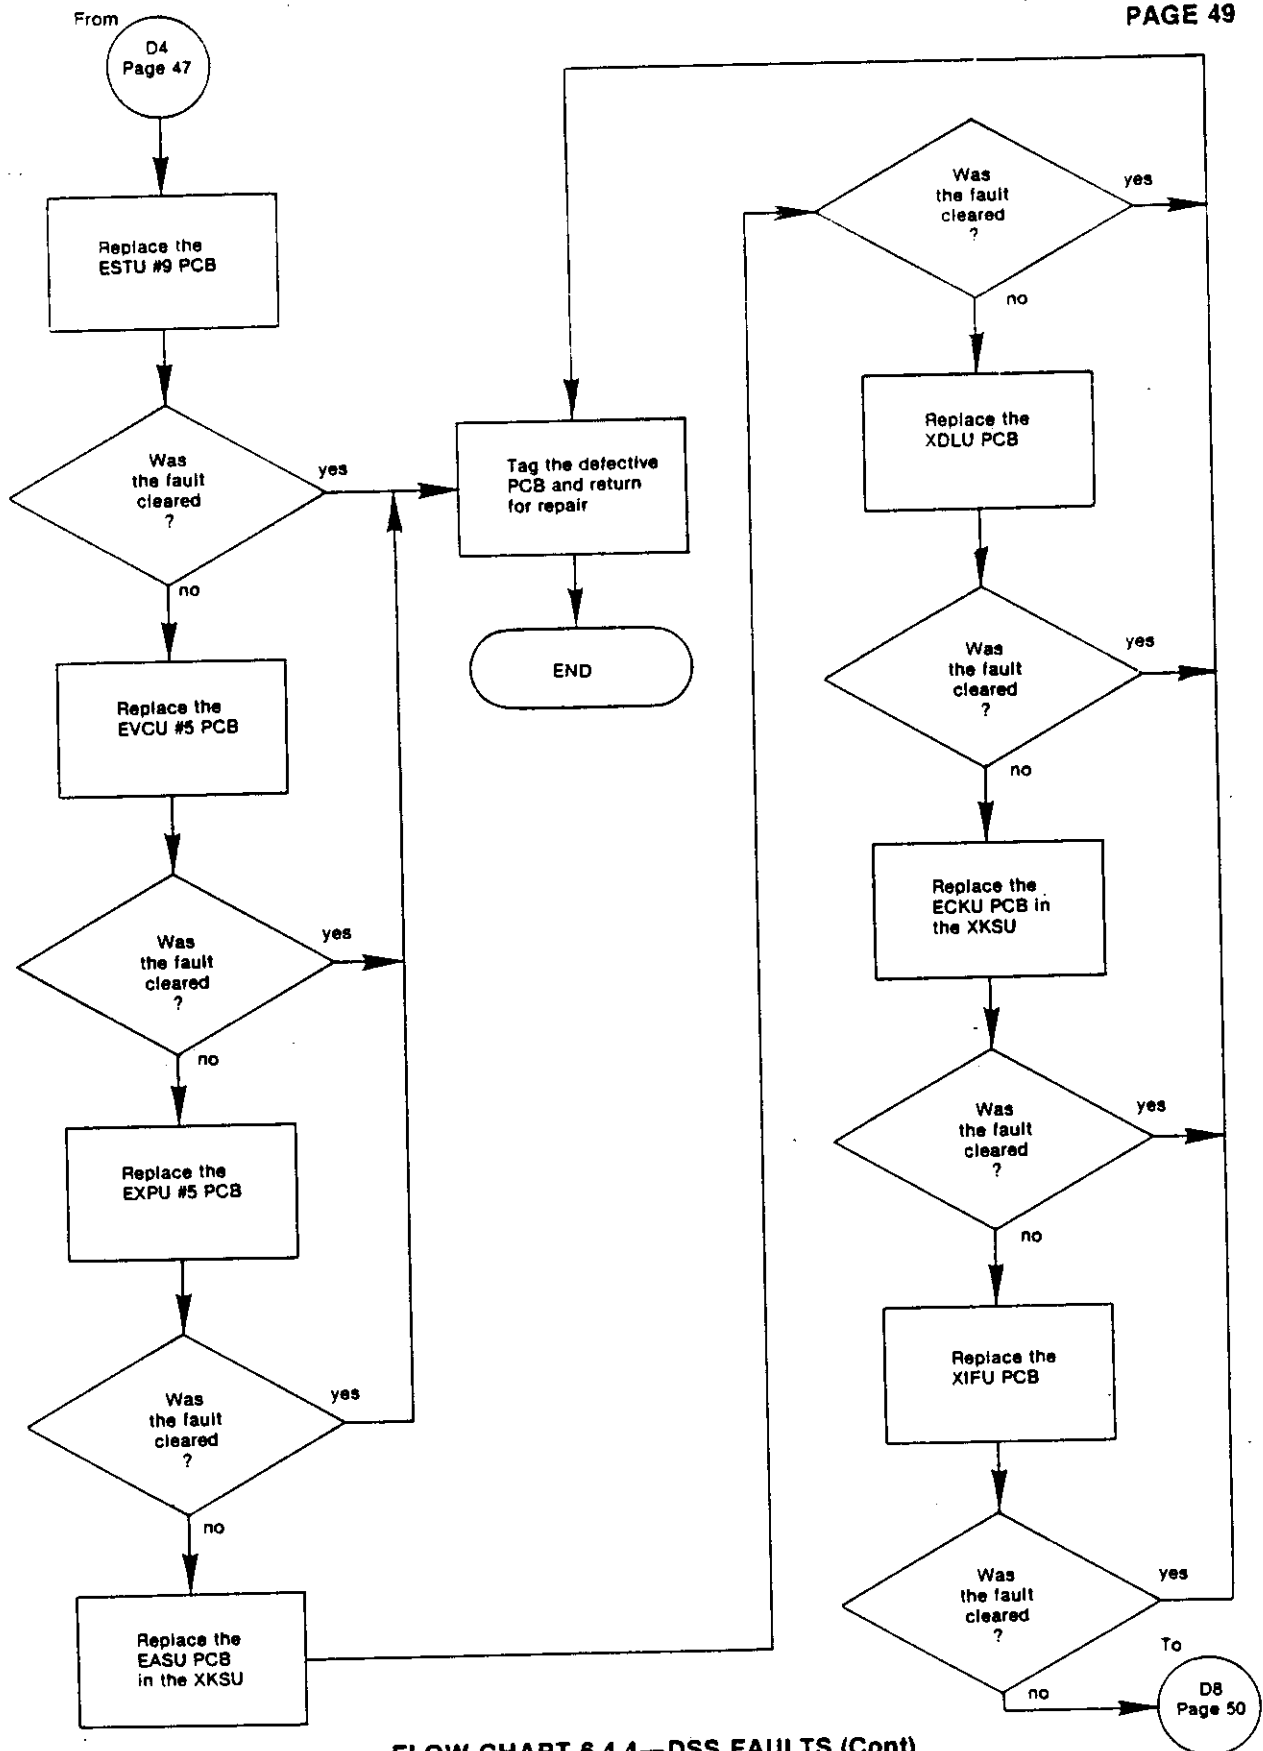 PAGE 49
From
D4
Page 47
Replace the
ESTU #9 PCB
Was
the fault
cleared
?
yes
no
Replace the
EVCU #5 PCB
Was
the fault
cleared
?
yes
no
Replace the
EXPU #5 PCB
Was
the fault
cleared
?
yes
no
Replace the
EASU PCB
in the XKSU
Tag the defective
PCB and return
for repair
END
Was
the fault
cleared
?
yes
no
Replace the
XDLU PCB
Was
the fault
cleared
?
yes
no
Replace the
ECKU PCB in
the XKSU
Was
the fault
cleared
?
yes
no
Replace the
XIFU PCB
Was
the fault
cleared
?
yes
no
To
D8
Page 50
FLOW CHART 6.4.4—DSS FAULTS (Cont)